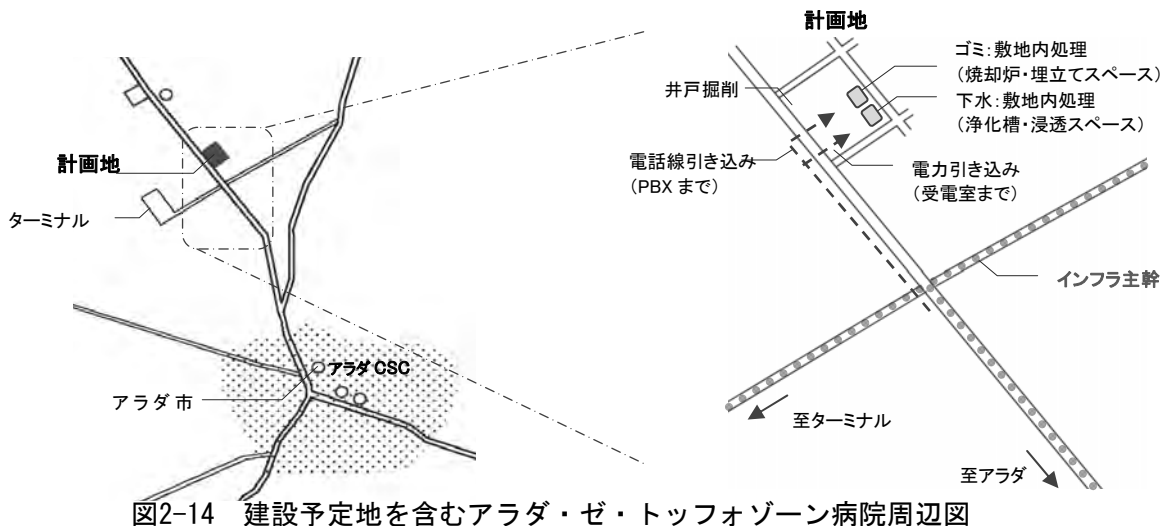 計画地
ターミナル
アラダ CSC
アラダ 市
計画地
井戸掘削
ゴミ：敷地内処理
（焼却炉・埋立てスペース）
下水：敷地内処理
（浄化槽・浸透スペース）
電話線引き込み
（PBX まで）
電力引き込み
（受電室まで）
インフラ主幹
至ターミナル
至アラダ
図2-14　建設予定地を含むアラダ・ゼ・トッフォゾーン病院周辺図